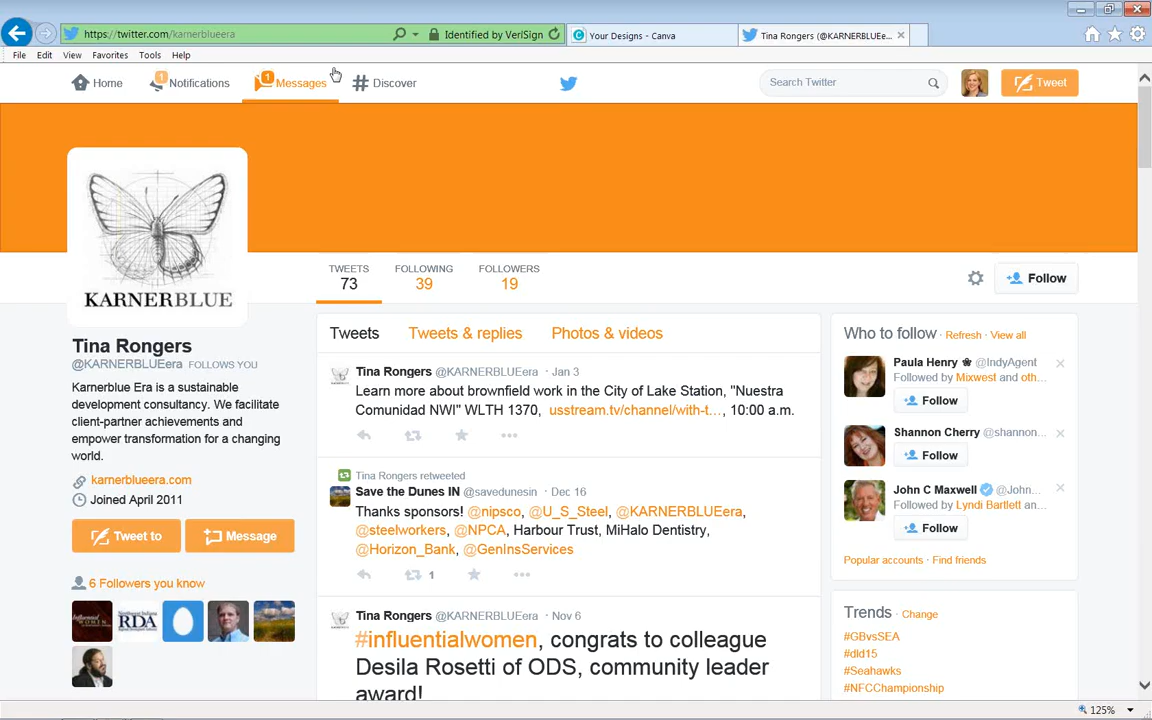 https://twitter.com/karnerblueera
Identified by VeriSign
Your Designs - Canva
Tina Rongers (@KARNERBLUEe...
File Edit View Favorites Tools Help
Home
1
Notifications
1
Messages
Discover
Search Twitter
Tweet
KARNERBLUE
TWEETS
73
FOLLOWING
39
FOLLOWERS
19
Follow
Tina Rongers
@KARNERBLUEera FOLLOWS YOU
Karnerblue Era is a sustainable
development consultancy. We facilitate
client-partner achievements and
empower transformation for a changing
world.
karnerblueera.com
Joined April 2011
Tweet to
Message
6 Followers you know
RDA
Tweets Tweets & replies Photos & videos
Tina Rongers @KARNERBLUEera · Jan 3
Learn more about brownfield work in the City of Lake Station, "Nuestra
Comunidad NWI" WLTH 1370, usstream.tv/channel/with-t..., 10:00 a.m.
Tina Rongers retweeted
Save the Dunes IN @savedunesin · Dec 16
Thanks sponsors! @nipsco, @U_S_Steel, @KARNERBLUEera,
@steelworkers, @NPCA, Harbour Trust, MiHalo Dentistry,
@Horizon_Bank, @GenInsServices
1
Tina Rongers @KARNERBLUEera · Nov 6
#influentialwomen, congrats to colleague
Desila Rosetti of ODS, community leader
award!
Who to follow · Refresh · View all
Paula Henry @IndyAgent
Followed by Mixwest and oth...
Follow
Shannon Cherry @shannon...
Follow
John C Maxwell @John...
Followed by Lyndi Bartlett and...
Follow
Popular accounts · Find friends
Trends · Change
#GBvsSEA
#dld15
#Seahawks
#NFCChampionship
125%